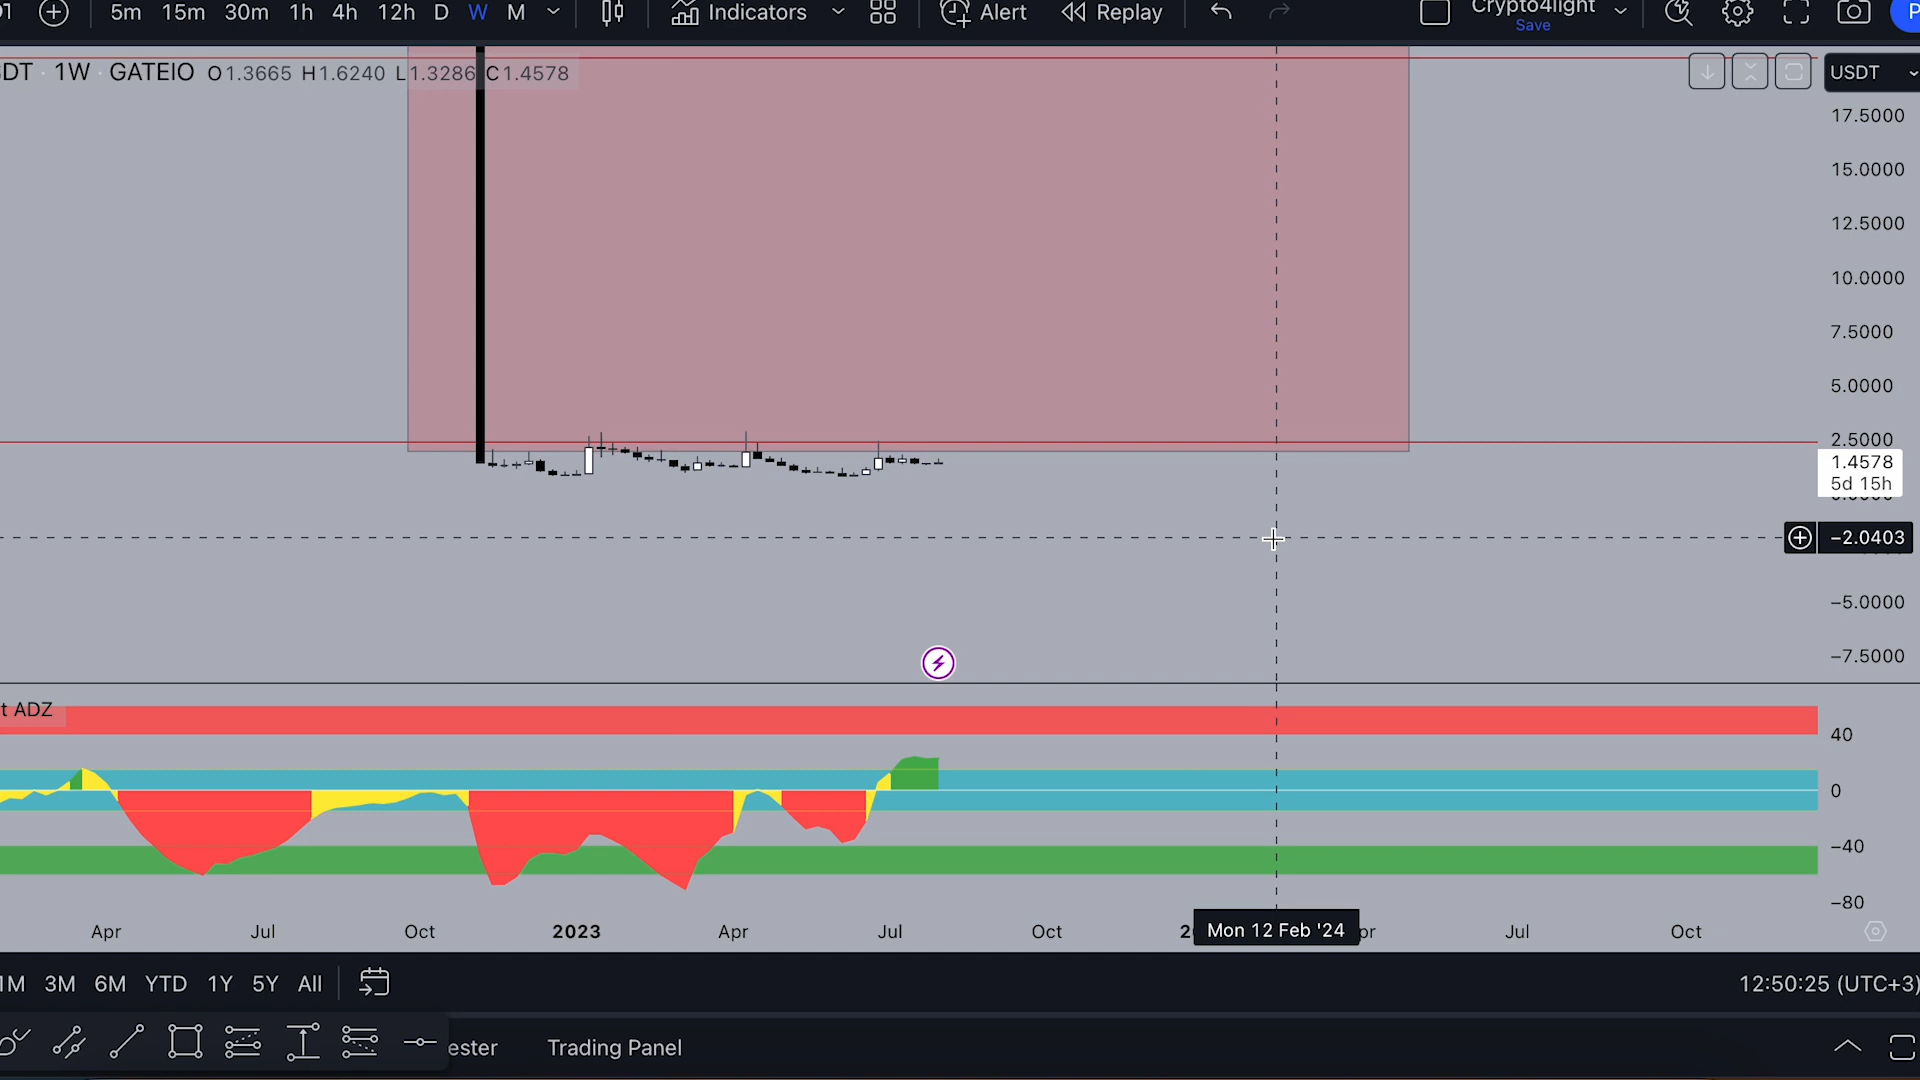 5m 15m 30m 1h 4h 12h D W M Indicators Alert Replay Crypto4light
Save
DT · 1W · GATEIO O1.3665 H1.6240 L1.3286 C1.4578
USDT
17.5000
15.0000
12.5000
10.0000
7.5000
5.0000
2.5000
1.4578
5d 15h
−2.0403
−5.0000
−7.5000
t ADZ
40
0
−40
−80
Apr Jul Oct 2023 Apr Jul Oct 2 Mon 12 Feb '24 pr Jul Oct
1M 3M 6M YTD 1Y 5Y All 12:50:25 (UTC+3)
ester Trading Panel